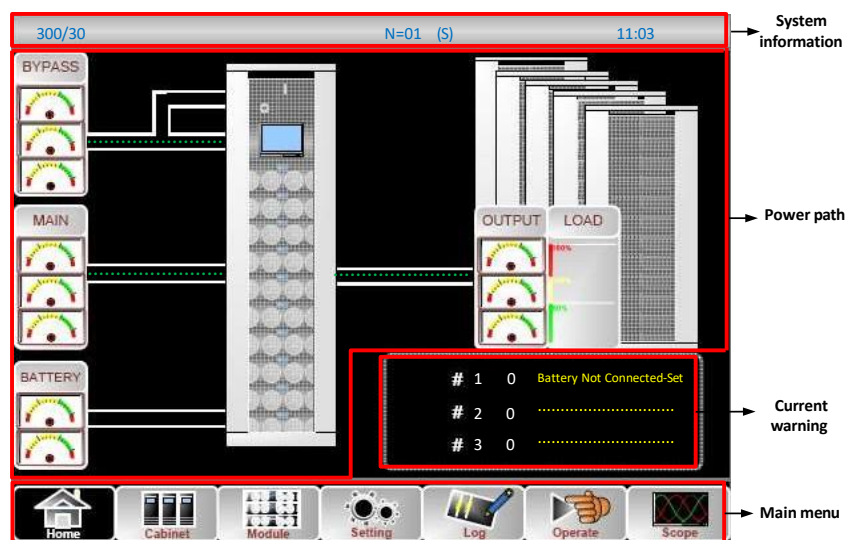 300/30 N=01 (S) 11:03
System information
BYPASS
MAIN
OUTPUT LOAD
Power path
BATTERY
# 1 0 Battery Not Connected-Set
# 2 0
# 3 0
Current warning
Home Cabinet Module Setting Log Operate Scope
Main menu